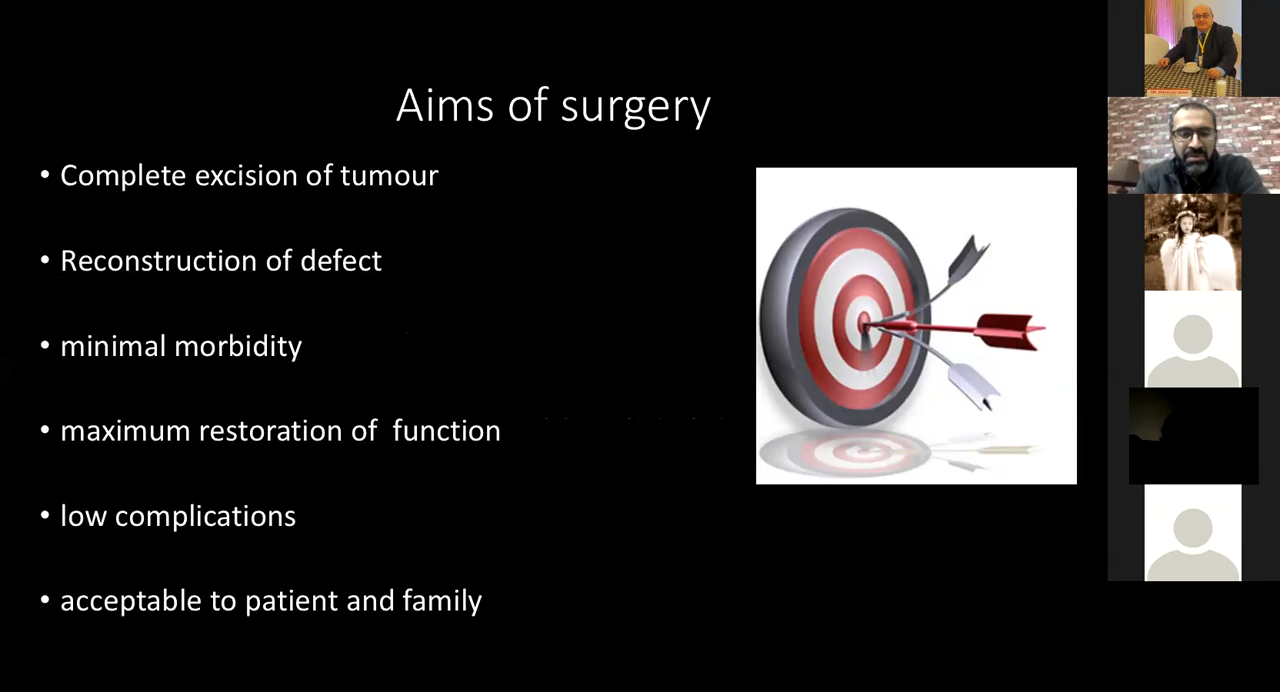 Aims of surgery
• Complete excision of tumour
• Reconstruction of defect
• minimal morbidity
• maximum restoration of  function
• low complications
• acceptable to patient and family